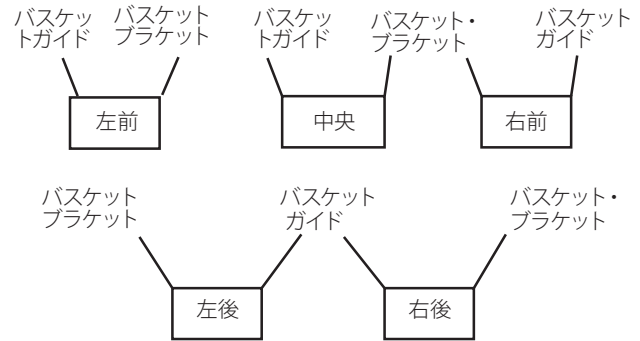 バスケッ
トガイド
バスケット
ブラケット
バスケッ
トガイド
バスケット・
ブラケット
バスケット
ガイド
左前
中央
右前
バスケット
ブラケット
バスケット
ガイド
バスケット・
ブラケット
左後
右後